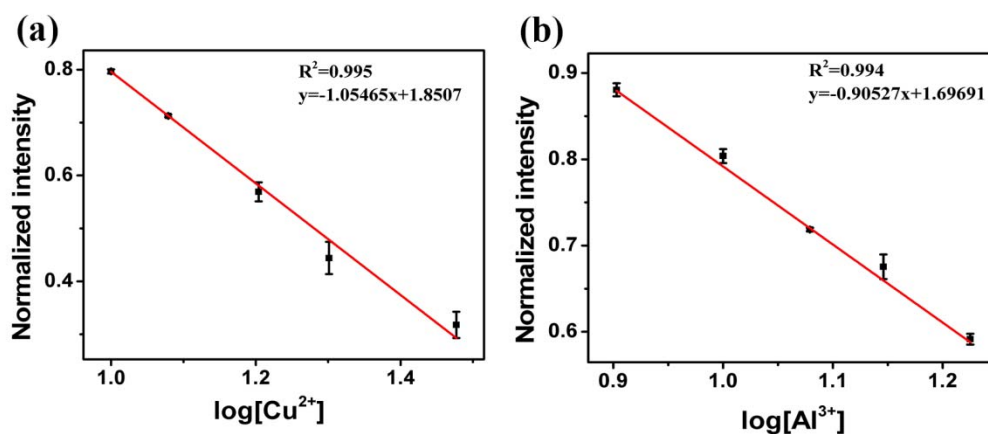 (a)
R²=0.995
y=-1.05465x+1.8507
Normalized intensity
0.8
0.6
0.4
1.0
1.2
1.4
log[Cu²⁺]
(b)
R²=0.994
y=-0.90527x+1.69691
Normalized intensity
0.9
0.8
0.7
0.6
0.9
1.0
1.1
1.2
log[Al³⁺]